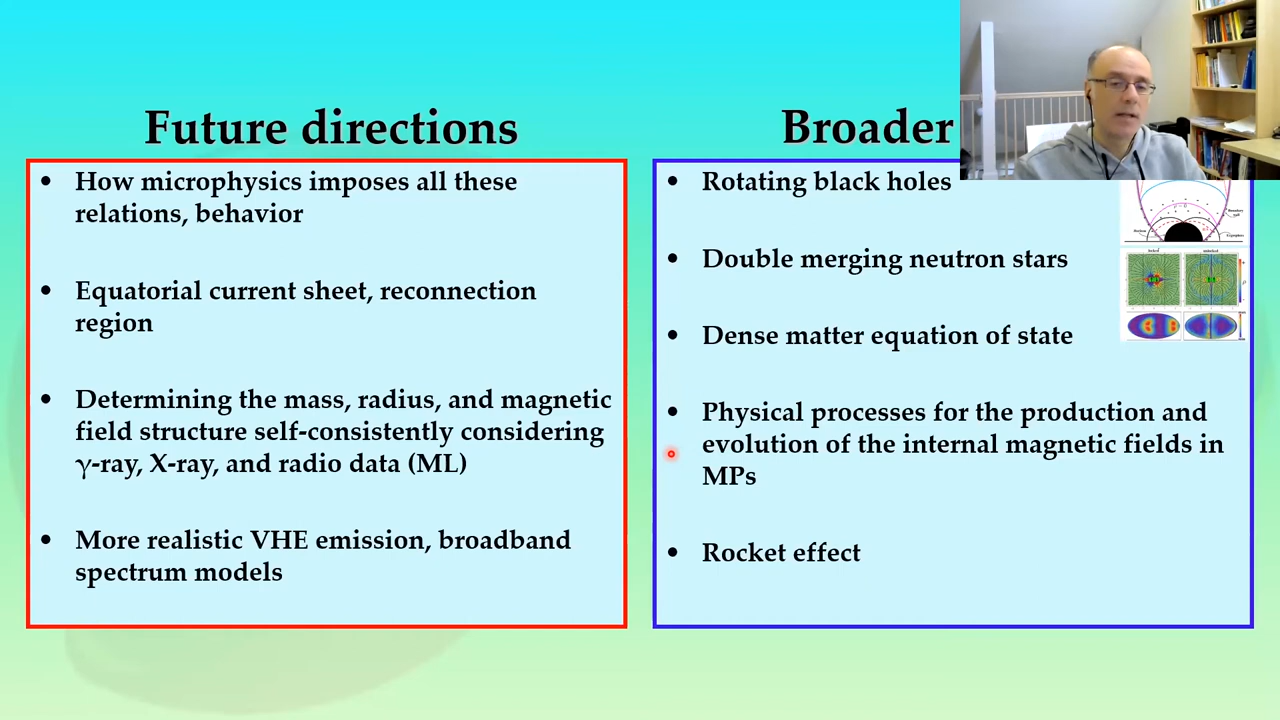 Future directions
• How microphysics imposes all these
relations, behavior
• Equatorial current sheet, reconnection
region
• Determining the mass, radius, and magnetic
field structure self-consistently considering
γ-ray, X-ray, and radio data (ML)
• More realistic VHE emission, broadband
spectrum models
Broader
• Rotating black holes
• Double merging neutron stars
• Dense matter equation of state
• Physical processes for the production and
evolution of the internal magnetic fields in
MPs
• Rocket effect